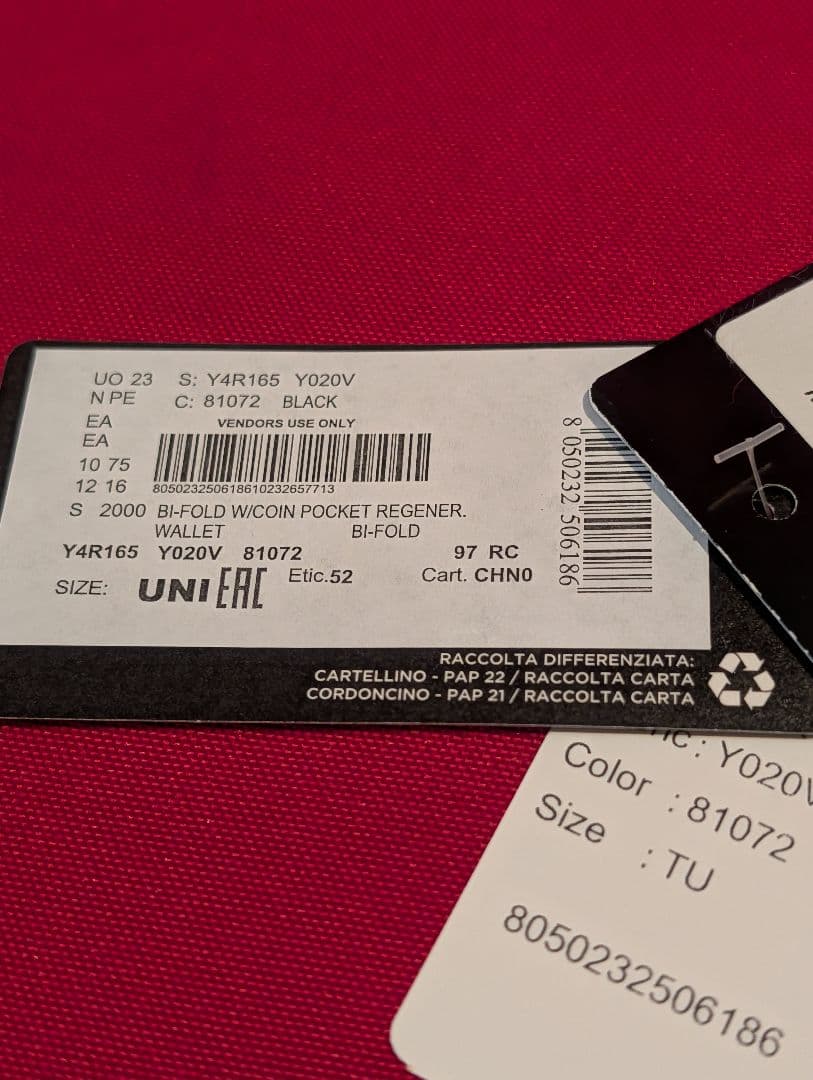 UO 23 S: Y4R165 Y020V
N PE C: 81072 BLACK
EA VENDORS USE ONLY
EA
10 75
12 16 805023250618610232657713
S 2000 BI-FOLD W/COIN POCKET REGENER.
WALLET BI-FOLD
Y4R165 Y020V 81072 97 RC
SIZE: UNI EAC Etic.52 Cart. CHN0
8 050232 506186
RACCOLTA DIFFERENZIATA:
CARTELLINO - PAP 22 / RACCOLTA CARTA
CORDONCINO - PAP 21 / RACCOLTA CARTA
: Y020V
Color : 81072
Size : TU
8050232506186